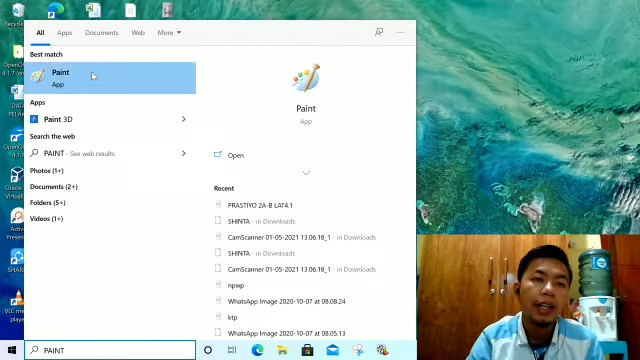 All Apps Documents Web More
Best match
Paint
App
Apps
Paint 3D
Search the web
PAINT - See web results
Photos (1+)
Documents (2+)
Folders (5+)
Videos (1+)
Paint
App
Open
Recent
PRASTIYO 2A-B LAT4.1
SHINTA - in Downloads
CamScanner 01-05-2021 13.06.18_1 - in Downloads
SHINTA - in Downloads
CamScanner 01-05-2021 13.06.18_1 - in Downloads
npwp
WhatsApp Image 2020-10-07 at 08.08.24
ktp
WhatsApp Image 2020-10-07 at 08.05.13
PAINT